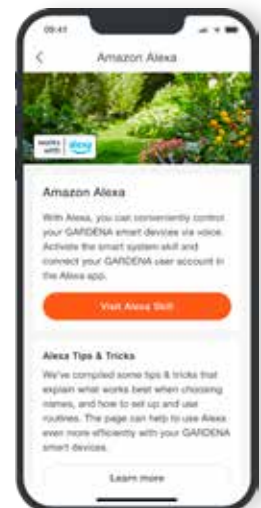 09:41
Amazon Alexa
works with alexa
Amazon Alexa
With Alexa, you can conveniently control
your GARDENA smart devices via voice.
Activate the smart system skill and
connect your GARDENA user account in
the Alexa app.
Visit Alexa Skill
Alexa Tips & Tricks
We've compiled some tips & tricks that
explain what works best when choosing
names, and how to set up and use
routines. The page can help to use Alexa
even more efficiently with your GARDENA
smart devices.
Learn more